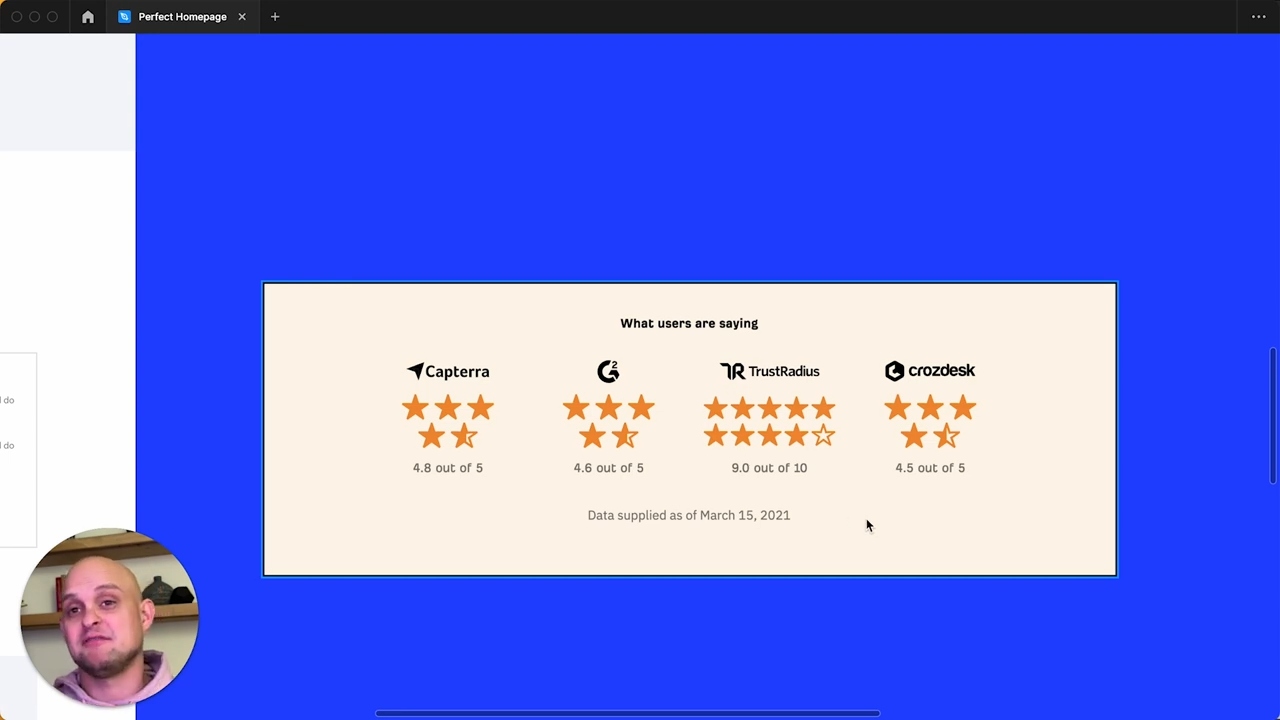 Perfect Homepage
What users are saying
Capterra
G2
TrustRadius
crozdesk
4.8 out of 5
4.6 out of 5
9.0 out of 10
4.5 out of 5
Data supplied as of March 15, 2021
l do
l do